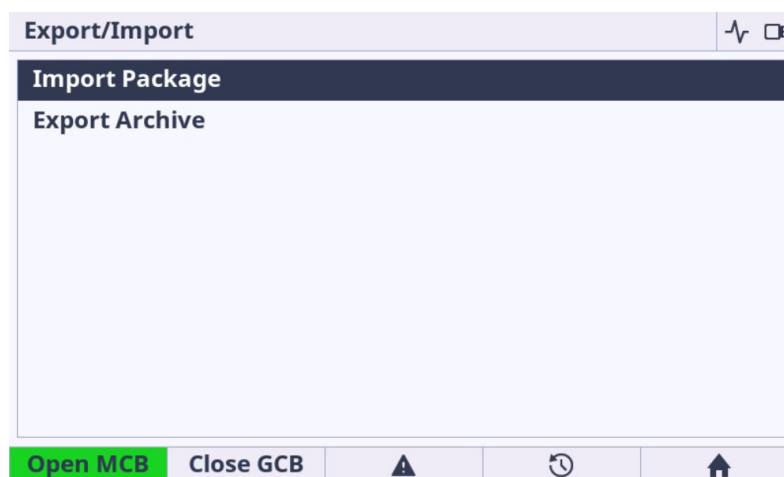 Export/Import
Import Package
Export Archive
Open MCB Close GCB